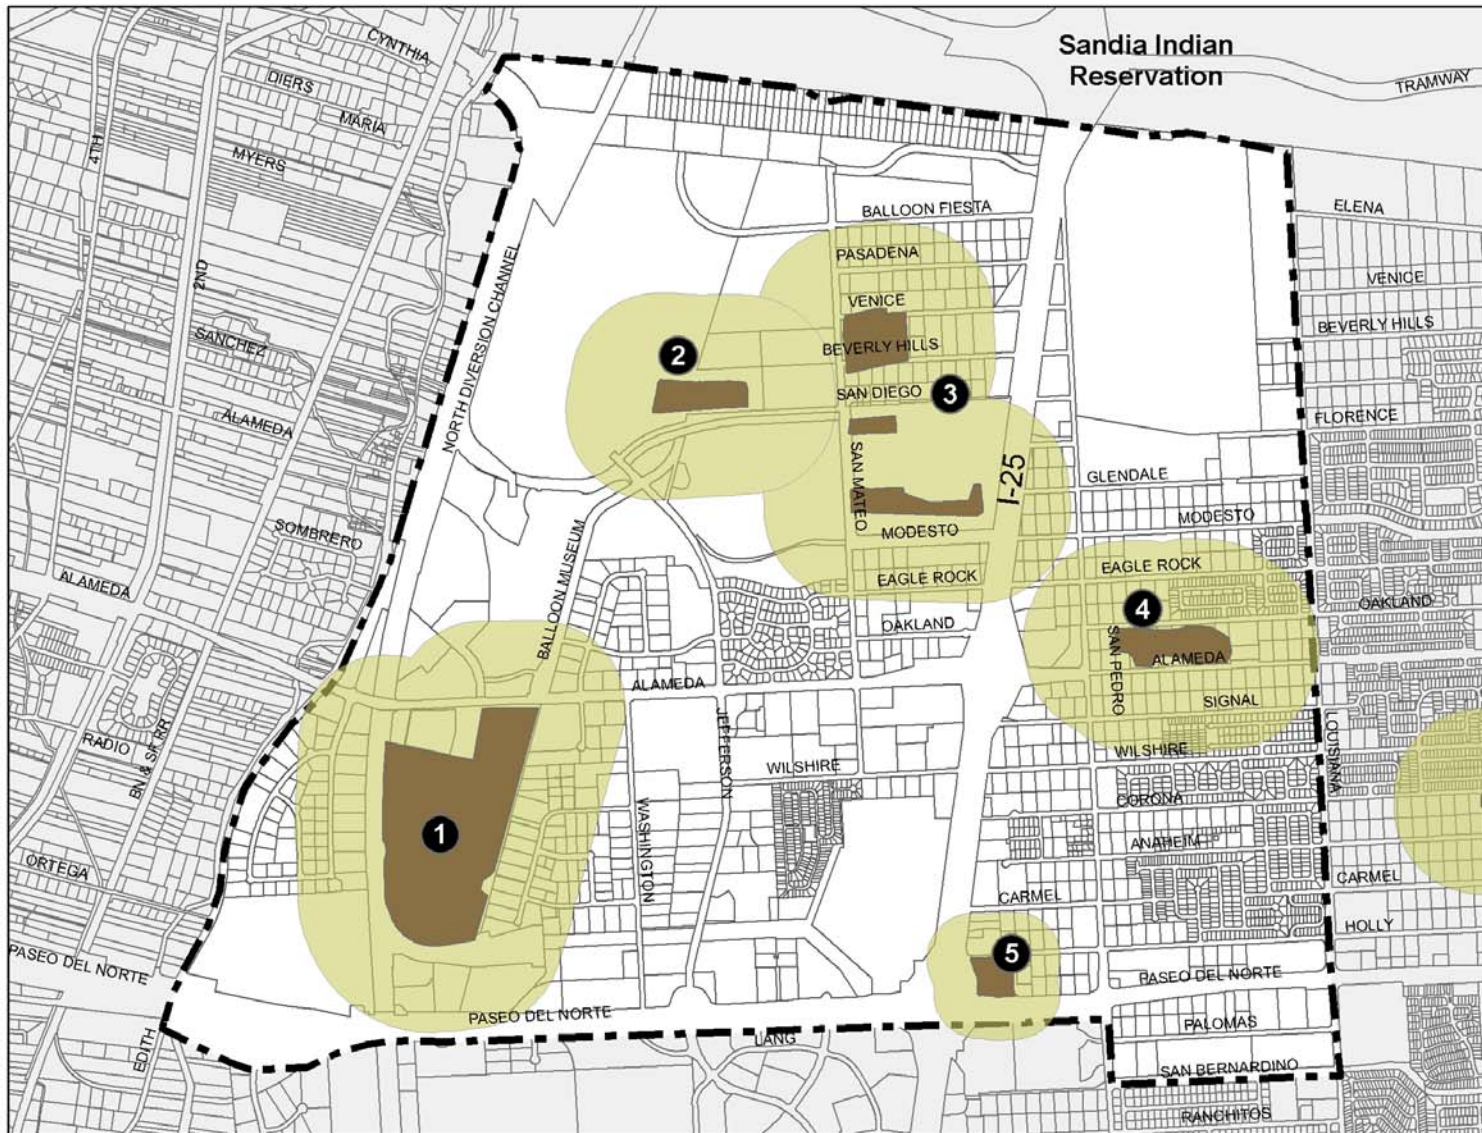 Sandia Indian
Reservation
TRAMWAY
CYNTHIA
DIERS
MARIA
4TH
MYERS
2ND
BALLOON FIESTA
ELENA
PASADENA
NORTH DIVERSION CHANNEL
VENICE
VENICE
SANCHEZ
BEVERLY HILLS
BEVERLY HILLS
2
SAN DIEGO
3
ALAMEDA
FLORENCE
SAN MATEO
I-25
GLENDALE
MODESTO
SOMBRERO
MODESTO
BALLOON MUSEUM
EAGLE ROCK
EAGLE ROCK
ALAMEDA
OAKLAND
4
OAKLAND
SAN PEDRO
ALAMEDA
ALAMEDA
SIGNAL
JEFFERSON
LOUISIANA
RADIO
BN & SF RR
WILSHIRE
WILSHIRE
CORONA
WASHINGTON
1
ANAHEIM
ORTEGA
CARMEL
CARMEL
HOLLY
5
PASEO DEL NORTE
PASEO DEL NORTE
PASEO DEL NORTE
EDITH
LANG
PALOMAS
SAN BERNARDINO
RANCHITOS